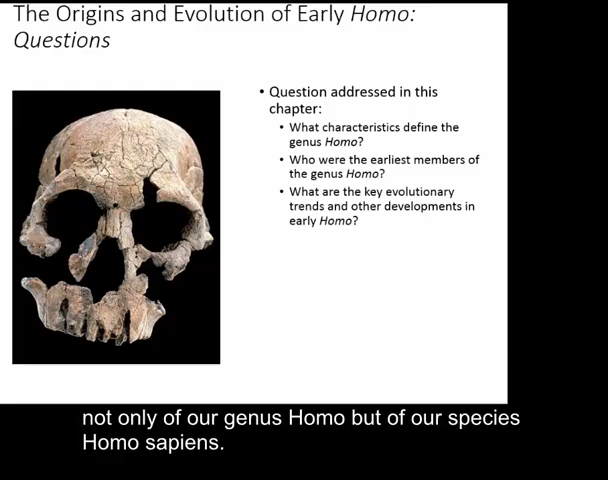 The Origins and Evolution of Early Homo:
Questions
• Question addressed in this
chapter:
• What characteristics define the
genus Homo?
• Who were the earliest members of
the genus Homo?
• What are the key evolutionary
trends and other developments in
early Homo?
not only of our genus Homo but of our species
Homo sapiens.